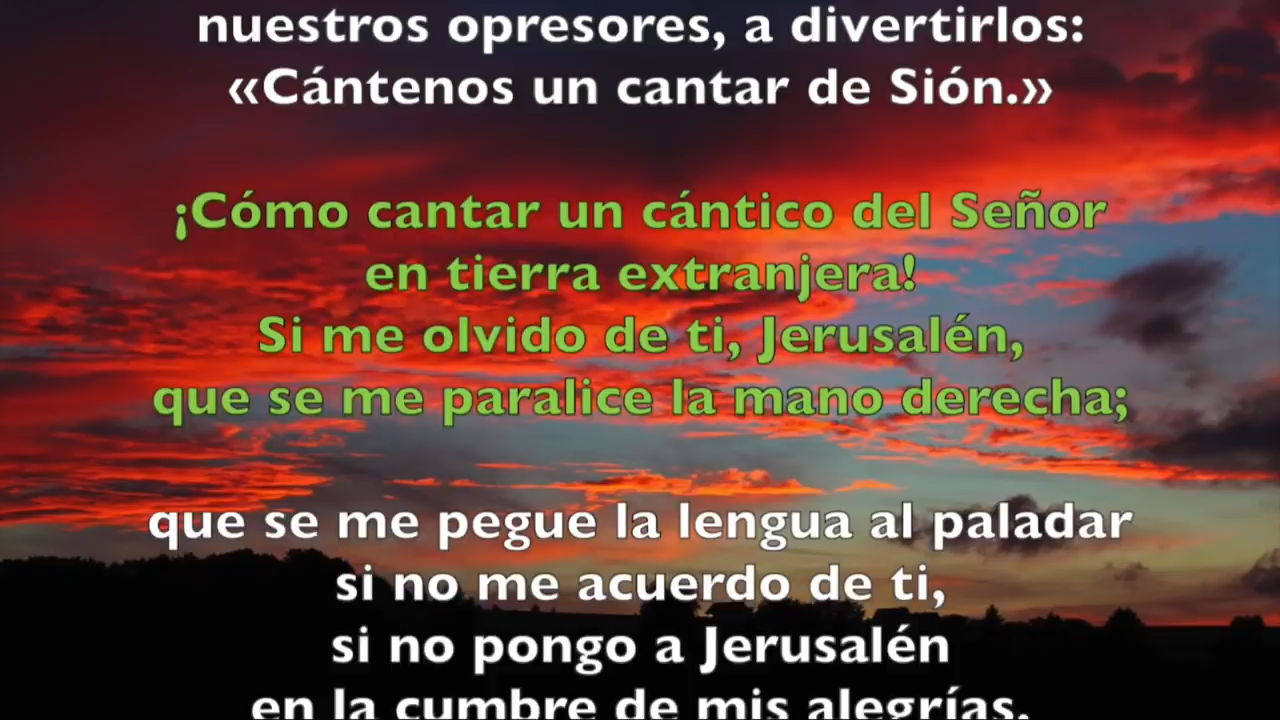 nuestros opresores, a divertirlos:
«Cántenos un cantar de Sión.»
¡Cómo cantar un cántico del Señor
en tierra extranjera!
Si me olvido de ti, Jerusalén,
que se me paralice la mano derecha;
que se me pegue la lengua al paladar
si no me acuerdo de ti,
si no pongo a Jerusalén
en la cumbre de mis alegrías.